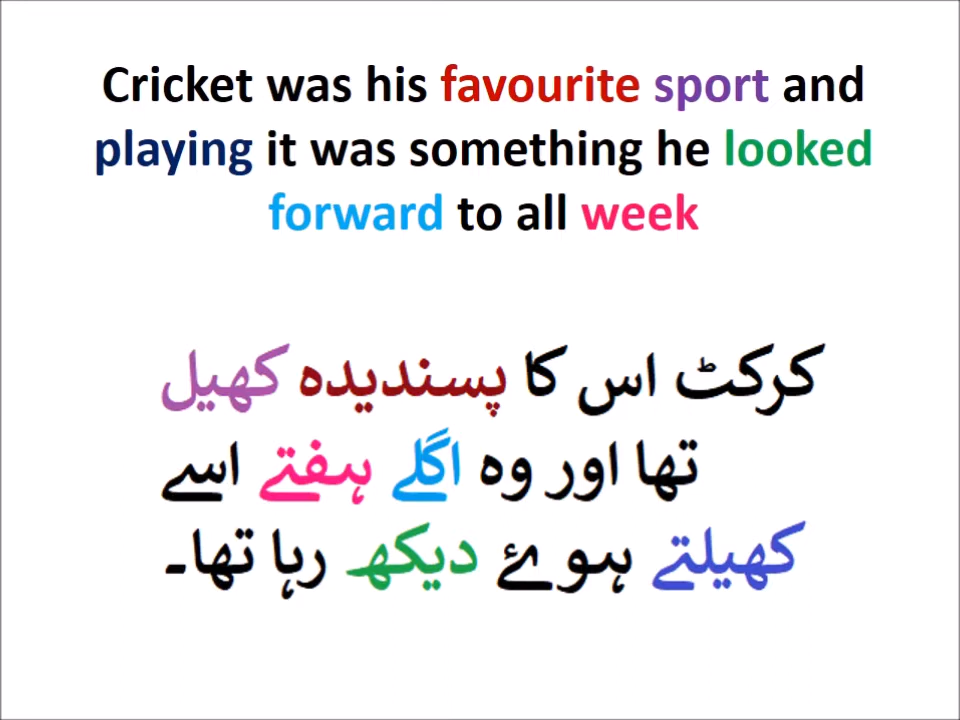 Cricket was his favourite sport and
playing it was something he looked
forward to all week
کرکٹ اس کا پسندیدہ کھیل
تھا اور وہ اگلے ہفتے اسے
کھیلتے ہوئے دیکھ رہا تھا۔